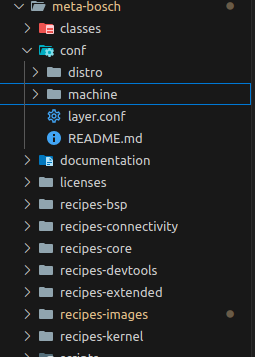 meta-bosch
classes
conf
distro
machine
layer.conf
README.md
documentation
licenses
recipes-bsp
recipes-connectivity
recipes-core
recipes-devtools
recipes-extended
recipes-images
recipes-kernel
scripts